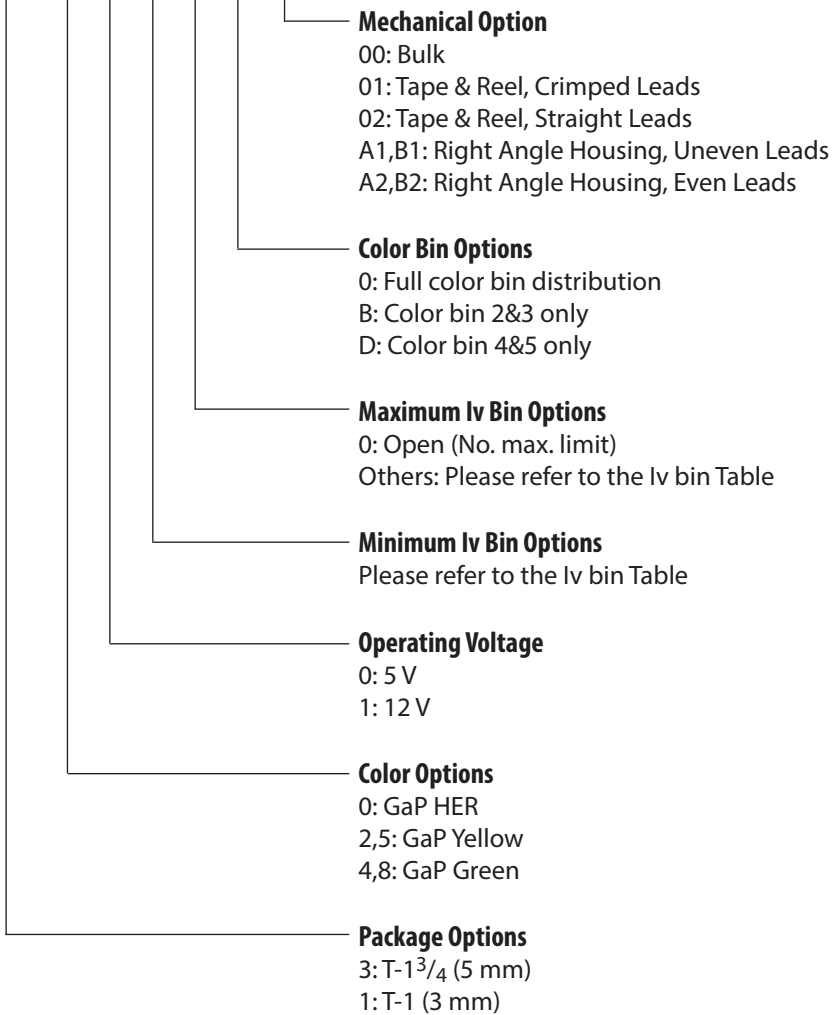 Mechanical Option
00: Bulk
01: Tape & Reel, Crimped Leads
02: Tape & Reel, Straight Leads
A1,B1: Right Angle Housing, Uneven Leads
A2,B2: Right Angle Housing, Even Leads
Color Bin Options
0: Full color bin distribution
B: Color bin 2&3 only
D: Color bin 4&5 only
Maximum Iv Bin Options
0: Open (No. max. limit)
Others: Please refer to the Iv bin Table
Minimum Iv Bin Options
Please refer to the Iv bin Table
Operating Voltage
0: 5 V
1: 12 V
Color Options
0: GaP HER
2,5: GaP Yellow
4,8: GaP Green
Package Options
3: T-1 3/4 (5 mm)
1: T-1 (3 mm)